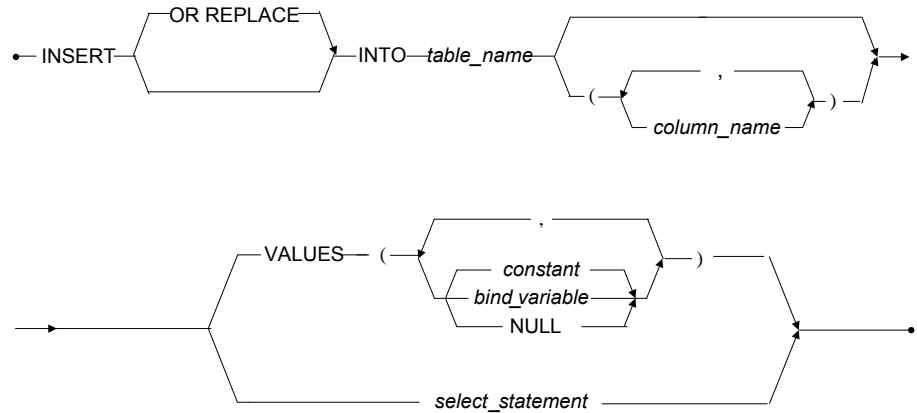 OR REPLACE
INSERT INTO table_name
,
( )
column_name
,
VALUES ( )
constant
bind_variable
NULL
select_statement